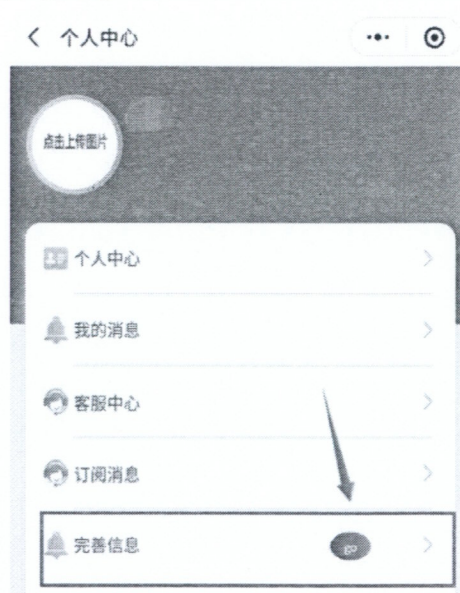 个人中心
点击上传图片
个人中心
我的消息
客服中心
订阅消息
完善信息
go